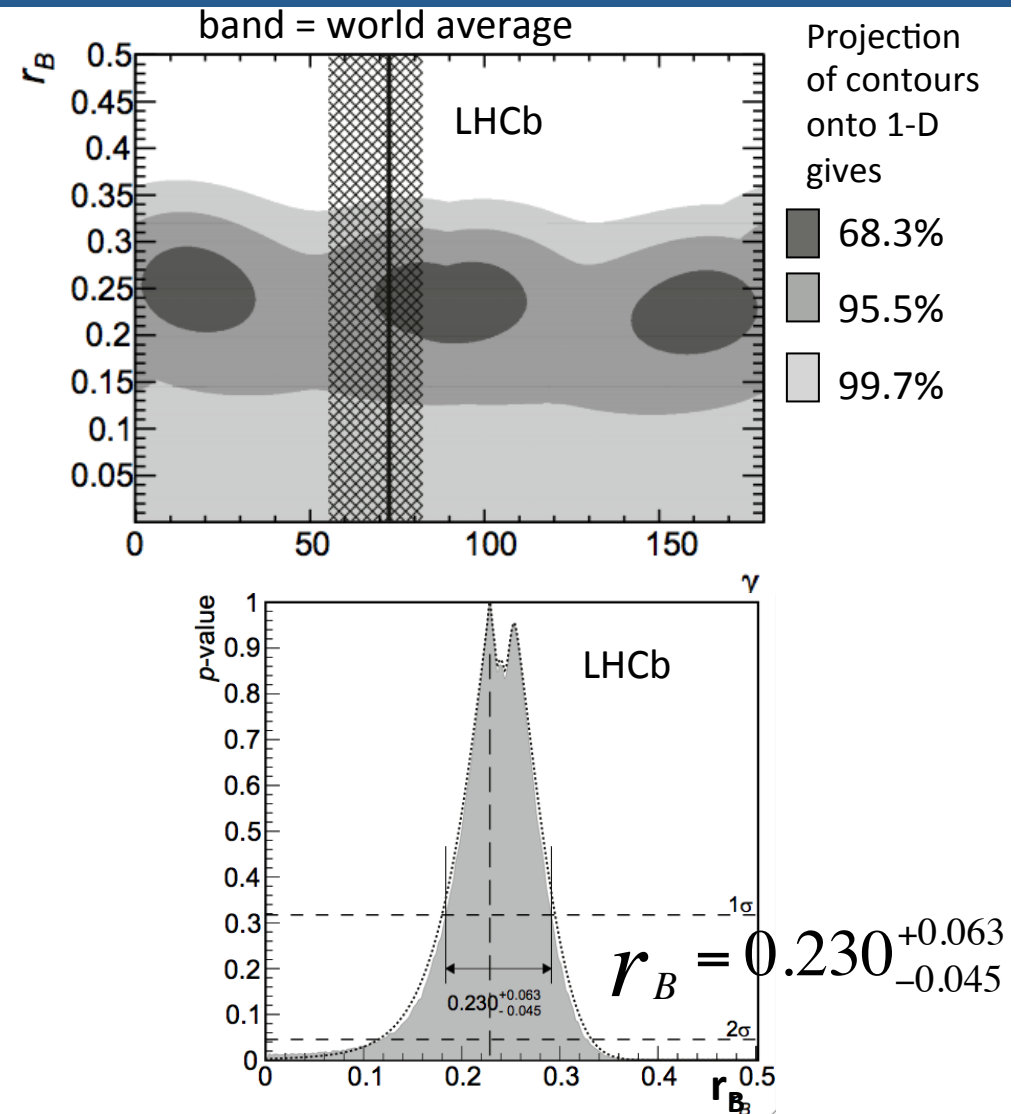 band = world average
r_B
0.5
0.45
0.4
0.35
0.3
0.25
0.2
0.15
0.1
0.05
LHCb
0 50 100 150
γ
Projection
of contours
onto 1-D
gives
68.3%
95.5%
99.7%
p-value
1
0.9
0.8
0.7
0.6
0.5
0.4
0.3
0.2
0.1
0
LHCb
1σ
0.230 +0.063 - 0.045
r_B = 0.230 +0.063 −0.045
2σ
0 0.1 0.2 0.3 0.4 0.5
r_B